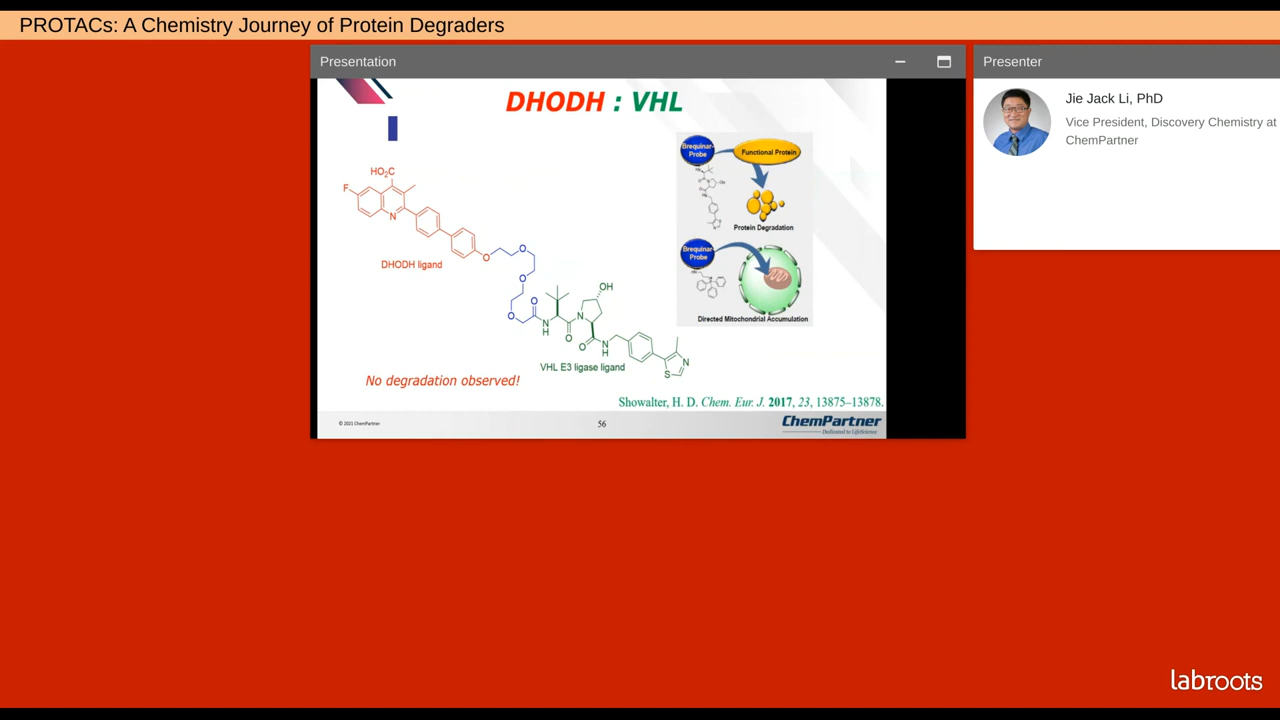 PROTACs: A Chemistry Journey of Protein Degraders
Presentation
Presenter
Jie Jack Li, PhD
Vice President, Discovery Chemistry at
ChemPartner
DHODH : VHL
Brequinar-
Probe
Functional Protein
Protein Degradation
Brequinar-
Probe
Directed Mitochondrial Accumulation
HO₂C
F
N
O
DHODH ligand
O
O
O
O
N
H
O
N
OH
O
N
H
S
N
VHL E3 ligase ligand
No degradation observed!
Showalter, H. D. Chem. Eur. J. 2017, 23, 13875–13878.
© 2021 ChemPartner
56
ChemPartner
Dedicated to LifeScience
labroots